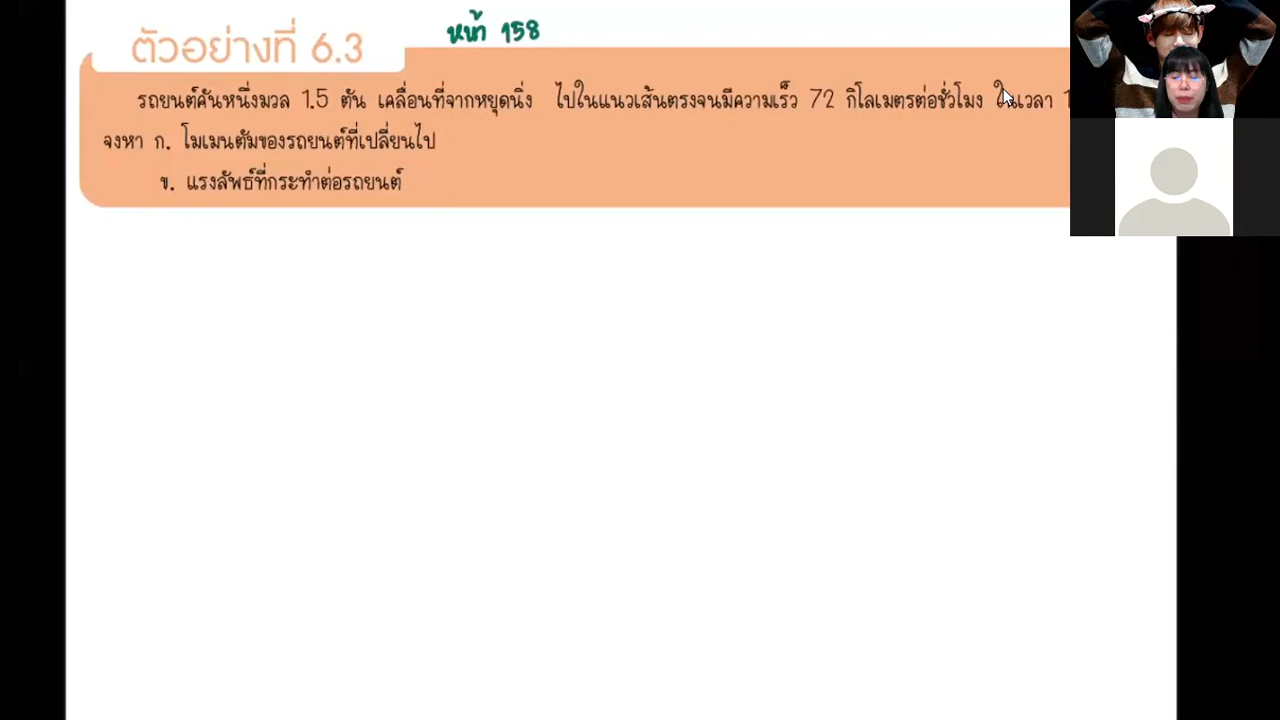 ตัวอย่างที่ 6.3
หน้า 158
รถยนต์คันหนึ่งมวล 1.5 ตัน เคลื่อนที่จากหยุดนิ่ง ไปในแนวเส้นตรงจนมีความเร็ว 72 กิโลเมตรต่อชั่วโมง ในเวลา
จงหา ก. โมเมนตัมของรถยนต์ที่เปลี่ยนไป
ข. แรงลัพธ์ที่กระทำต่อรถยนต์